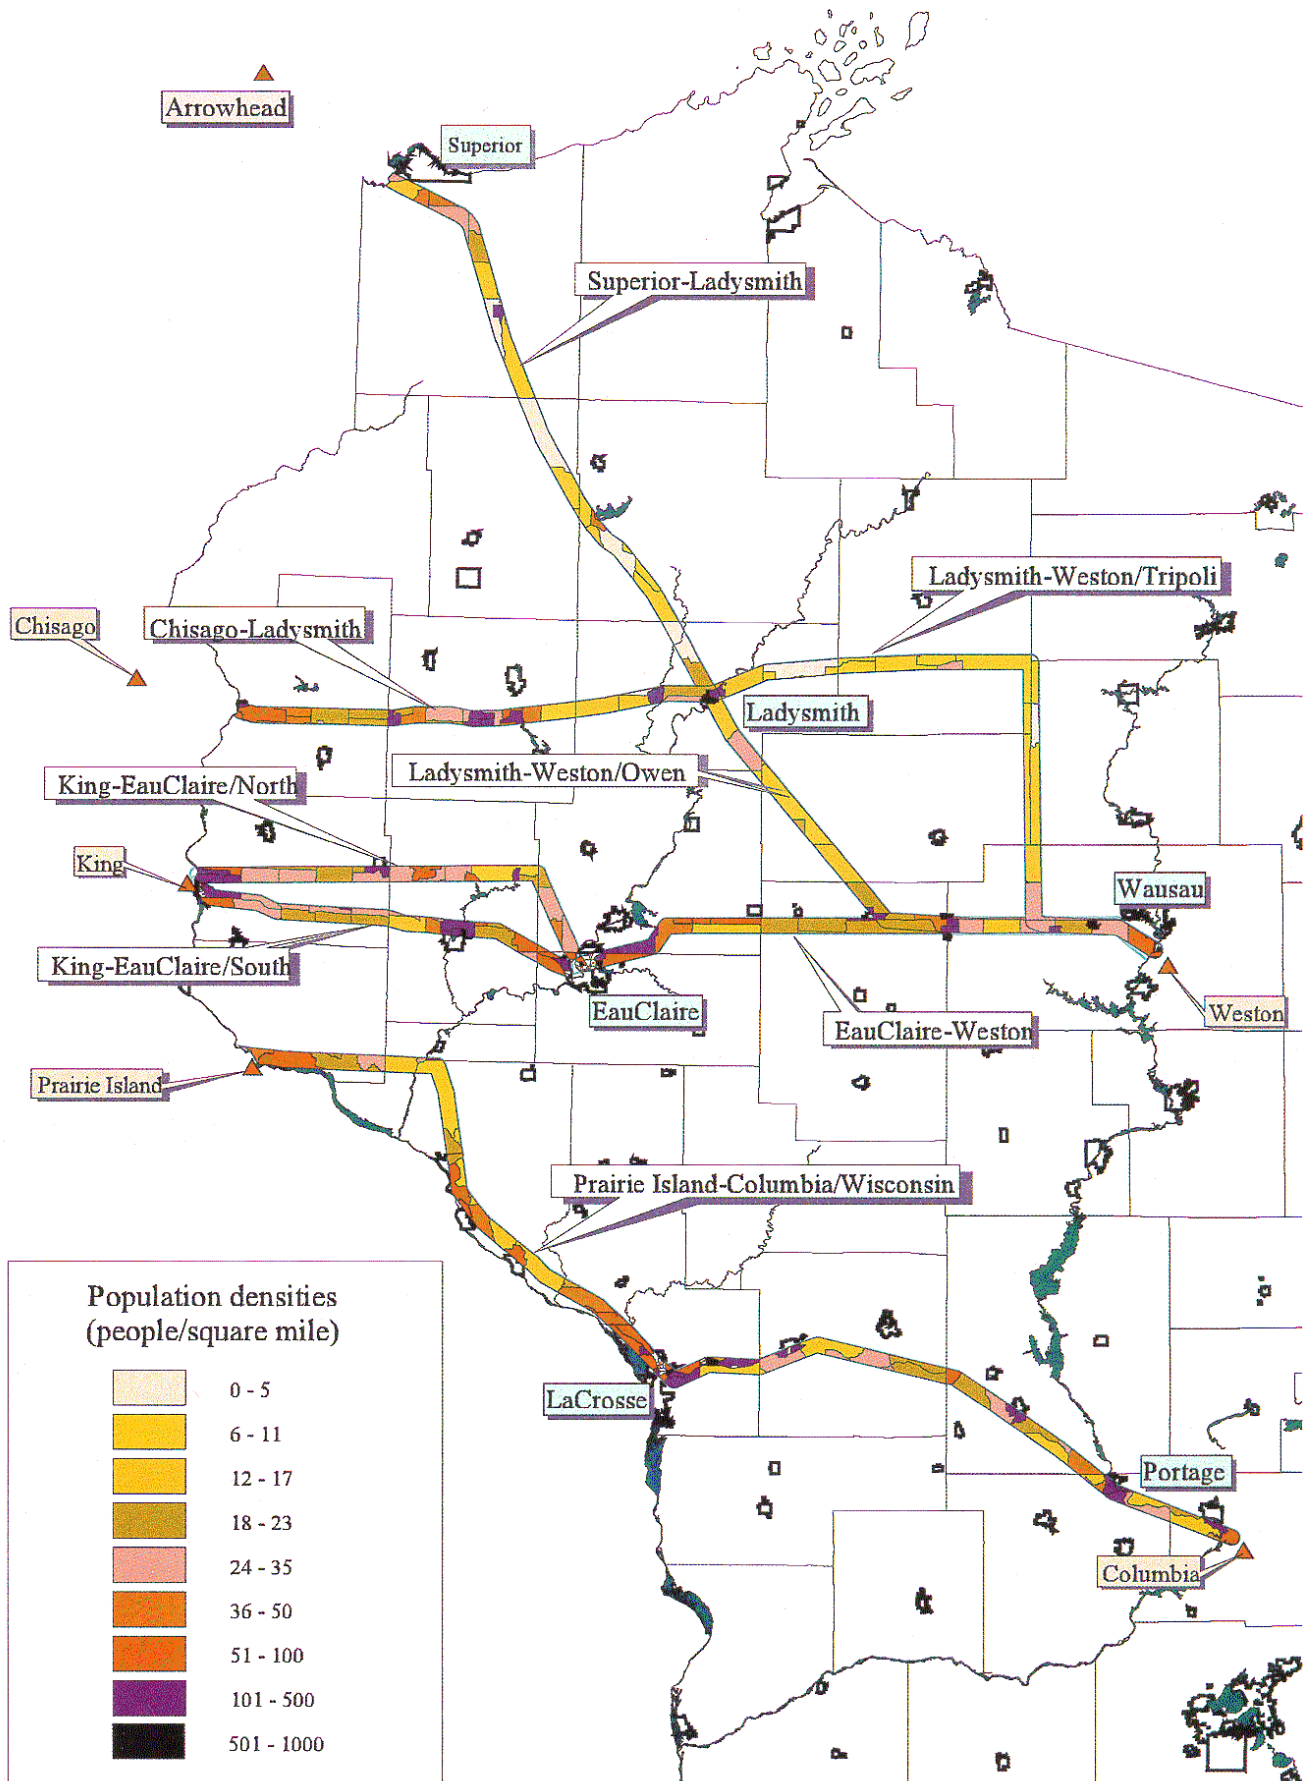 Arrowhead
Superior
Superior-Ladysmith
Ladysmith-Weston/Tripoli
Chisago
Chisago-Ladysmith
Ladysmith
King-EauClaire/North
Ladysmith-Weston/Owen
King
Wausau
King-EauClaire/South
EauClaire
EauClaire-Weston
Weston
Prairie Island
Prairie Island-Columbia/Wisconsin
LaCrosse
Portage
Columbia
Population densities
(people/square mile)
0 - 5
6 - 11
12 - 17
18 - 23
24 - 35
36 - 50
51 - 100
101 - 500
501 - 1000